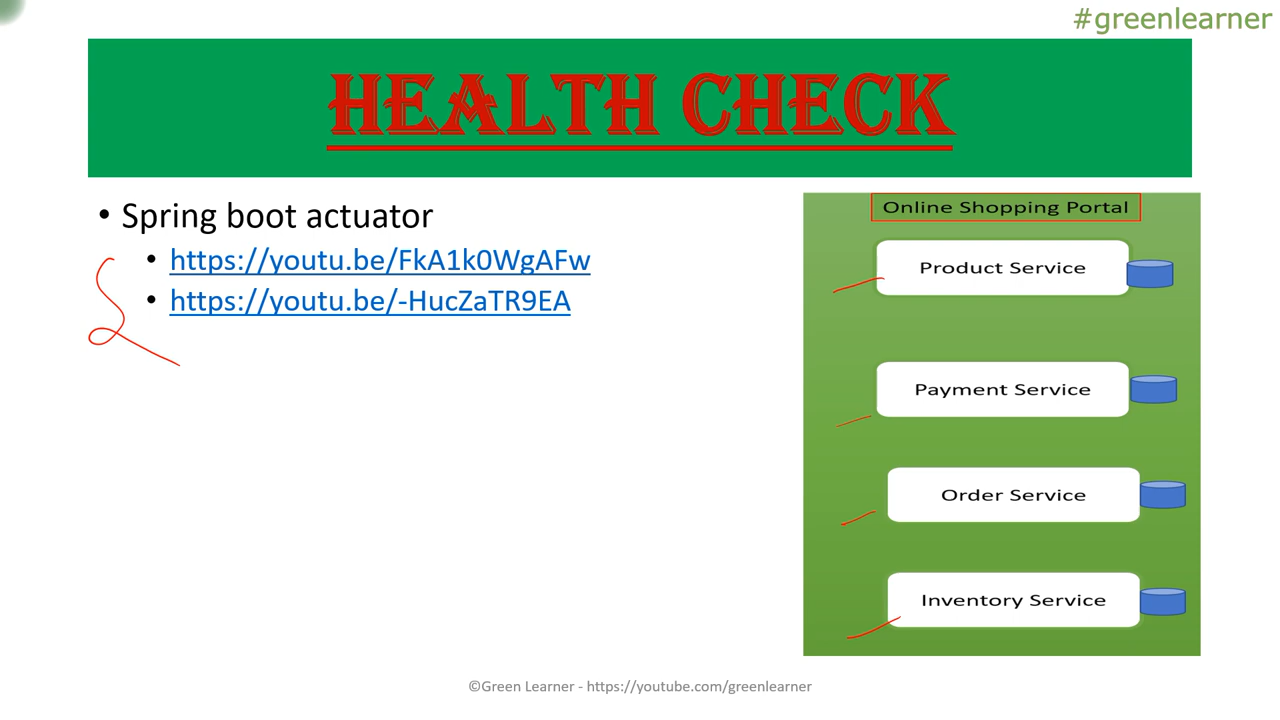 #greenlearner
HEALTH CHECK
• Spring boot actuator
• https://youtu.be/FkA1k0WgAFw
• https://youtu.be/-HucZaTR9EA
Online Shopping Portal
Product Service
Payment Service
Order Service
Inventory Service
©Green Learner - https://youtube.com/greenlearner